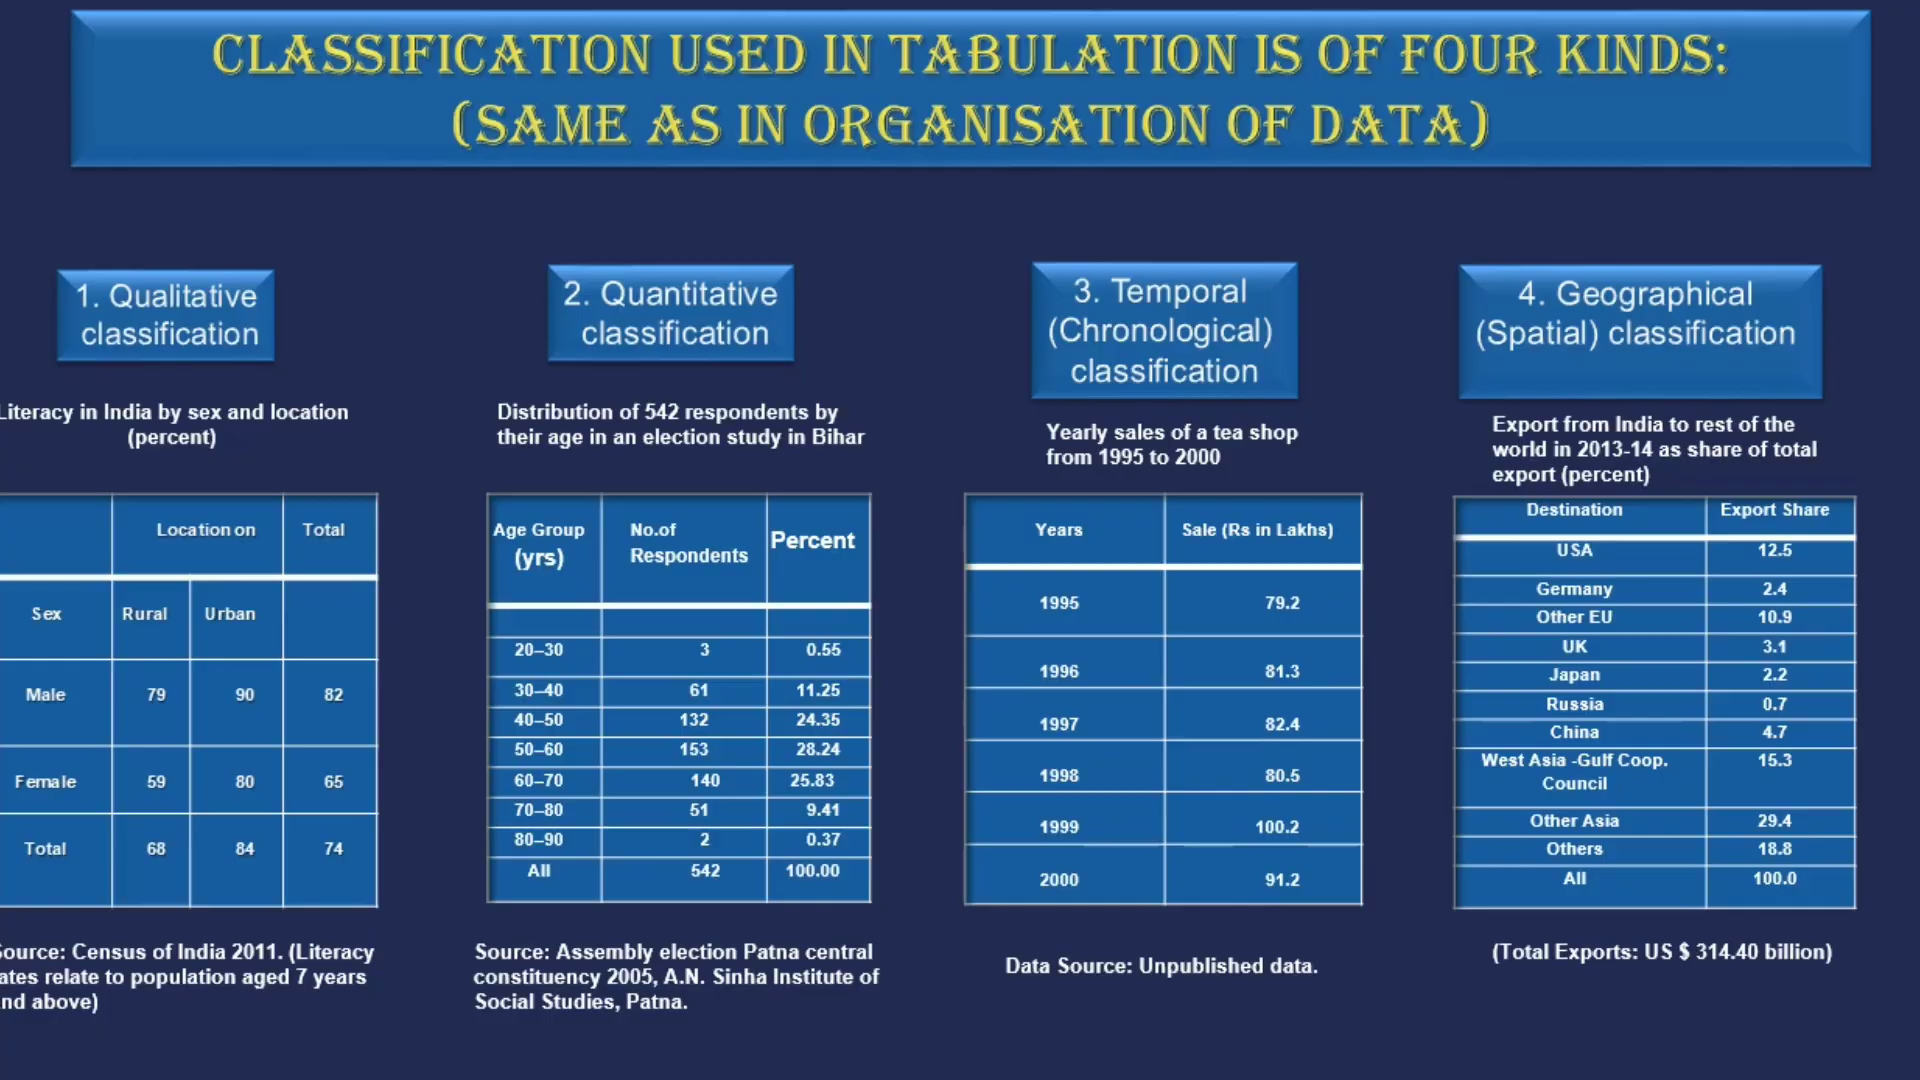 CLASSIFICATION USED IN TABULATION IS OF FOUR KINDS:
(SAME AS IN ORGANISATION OF DATA)
1. Qualitative
classification
Literacy in India by sex and location
(percent)
Location on Total
Sex Rural Urban
Male 79 90 82
Female 59 80 65
Total 68 84 74
ource: Census of India 2011. (Literacy
ates relate to population aged 7 years
nd above)
2. Quantitative
classification
Distribution of 542 respondents by
their age in an election study in Bihar
Age Group No.of Percent
(yrs) Respondents
20–30 3 0.55
30–40 61 11.25
40–50 132 24.35
50–60 153 28.24
60–70 140 25.83
70–80 51 9.41
80–90 2 0.37
All 542 100.00
Source: Assembly election Patna central
constituency 2005, A.N. Sinha Institute of
Social Studies, Patna.
3. Temporal
(Chronological)
classification
Yearly sales of a tea shop
from 1995 to 2000
Years Sale (Rs in Lakhs)
1995 79.2
1996 81.3
1997 82.4
1998 80.5
1999 100.2
2000 91.2
Data Source: Unpublished data.
4. Geographical
(Spatial) classification
Export from India to rest of the
world in 2013-14 as share of total
export (percent)
Destination Export Share
USA 12.5
Germany 2.4
Other EU 10.9
UK 3.1
Japan 2.2
Russia 0.7
China 4.7
West Asia -Gulf Coop. 15.3
Council
Other Asia 29.4
Others 18.8
All 100.0
(Total Exports: US $ 314.40 billion)